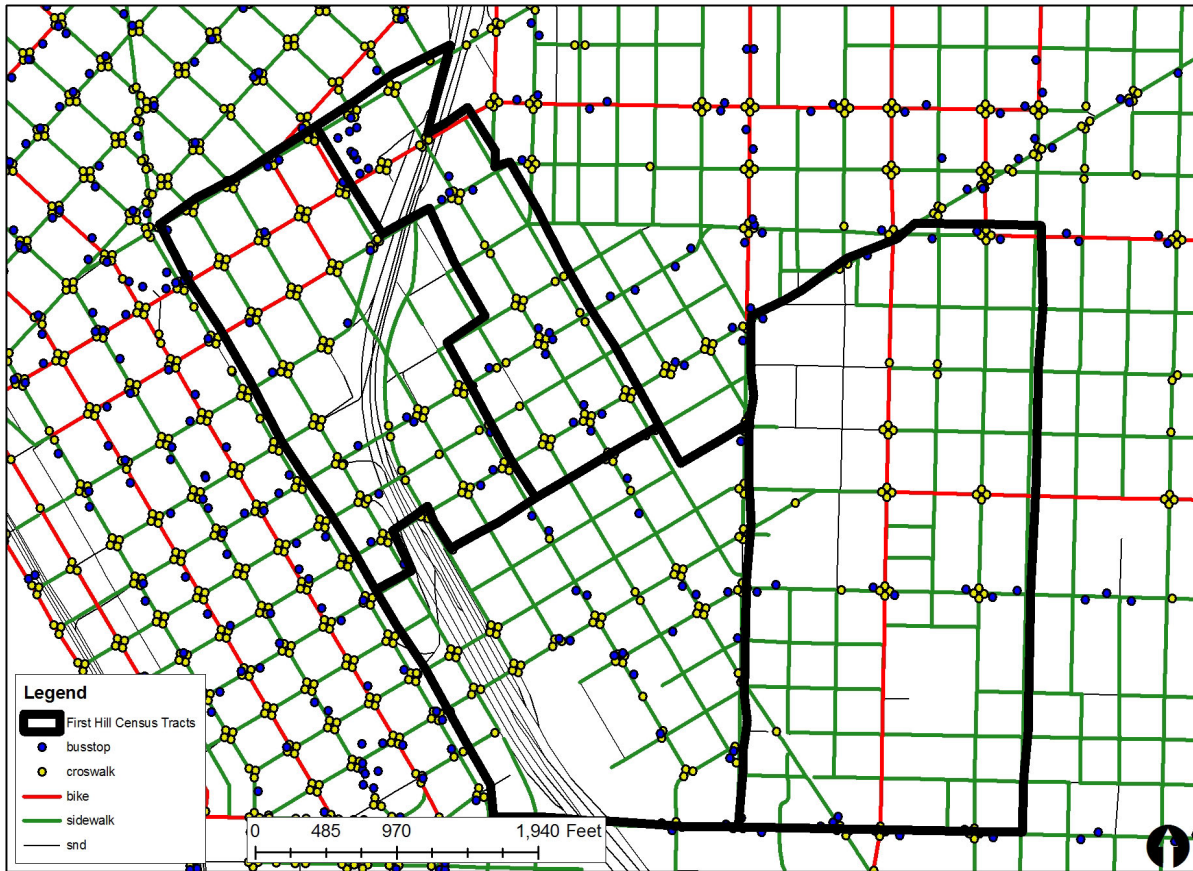 Legend
First Hill Census Tracts
busstop
croswalk
bike
sidewalk
snd
0 485 970 1,940 Feet